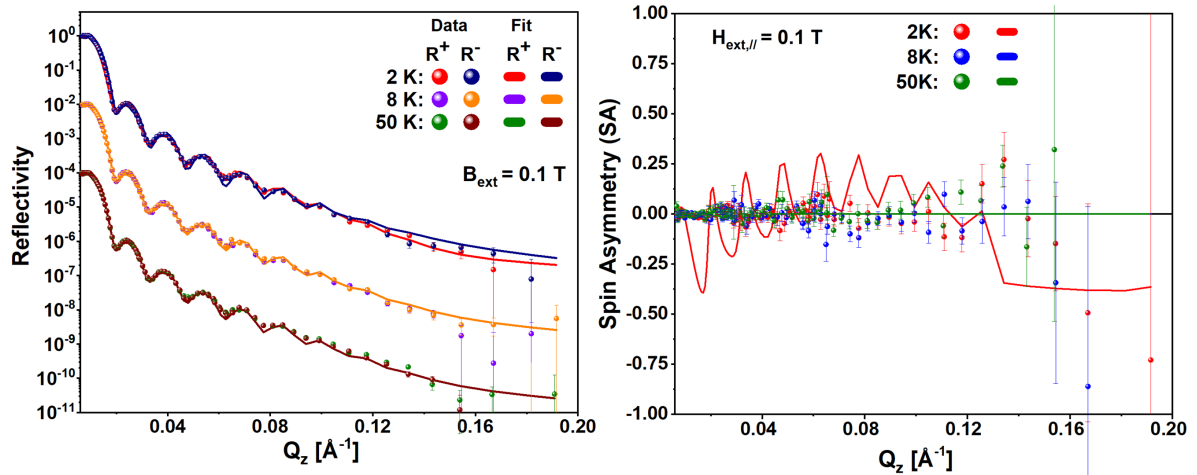 Data Fit
R⁺ R⁻ R⁺ R⁻
2 K:
8 K:
50 K:
B_ext = 0.1 T
Reflectivity
10⁰
10⁻¹
10⁻²
10⁻³
10⁻⁴
10⁻⁵
10⁻⁶
10⁻⁷
10⁻⁸
10⁻⁹
10⁻¹⁰
10⁻¹¹
0.04 0.08 0.12 0.16 0.20
Q_z [Å⁻¹]
H_ext,// = 0.1 T
2K:
8K:
50K:
Spin Asymmetry (SA)
1.00
0.75
0.50
0.25
0.00
-0.25
-0.50
-0.75
-1.00
0.04 0.08 0.12 0.16 0.20
Q_z [Å⁻¹]